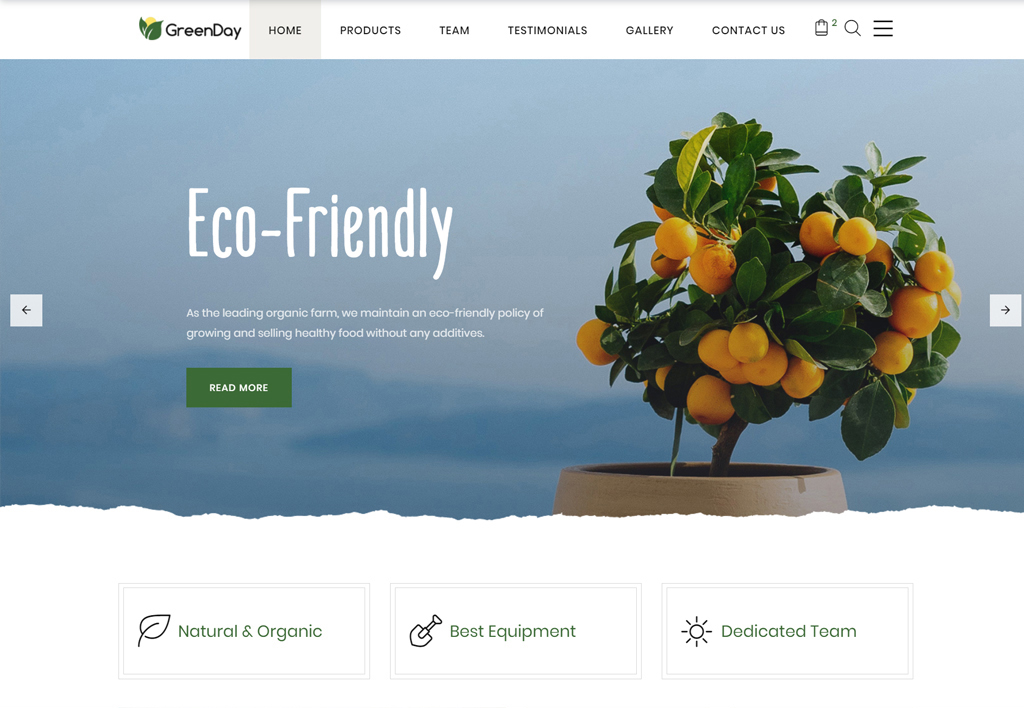 GreenDay
HOME
PRODUCTS
TEAM
TESTIMONIALS
GALLERY
CONTACT US
2
Eco-Friendly
As the leading organic farm, we maintain an eco-friendly policy of
growing and selling healthy food without any additives.
READ MORE
Natural & Organic
Best Equipment
Dedicated Team